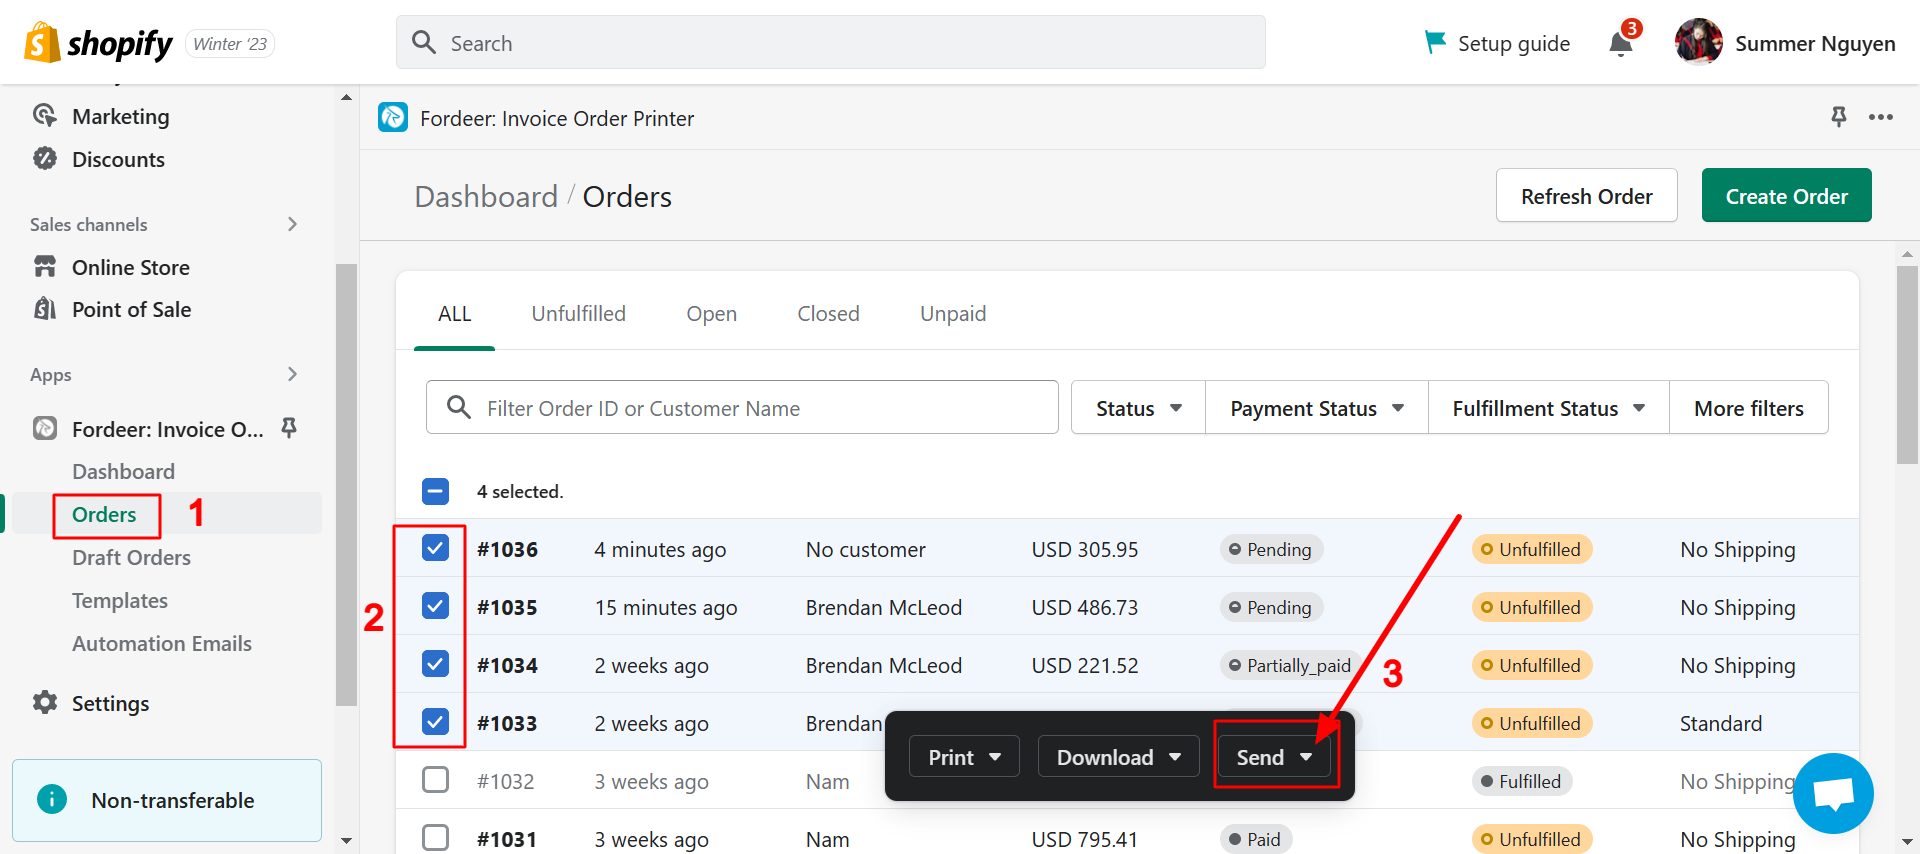 shopify Winter ‘23
Search
Setup guide
3
Summer Nguyen
Marketing
Discounts
Sales channels
Online Store
Point of Sale
Apps
Fordeer: Invoice O...
Dashboard
Orders 1
Draft Orders
Templates
Automation Emails
Settings
Non-transferable
Fordeer: Invoice Order Printer
Dashboard / Orders
Refresh Order
Create Order
ALL Unfulfilled Open Closed Unpaid
Filter Order ID or Customer Name
Status Payment Status Fulfillment Status More filters
4 selected.
#1036 4 minutes ago No customer USD 305.95 Pending Unfulfilled No Shipping
2
#1035 15 minutes ago Brendan McLeod USD 486.73 Pending Unfulfilled No Shipping
#1034 2 weeks ago Brendan McLeod USD 221.52 Partially_paid Unfulfilled No Shipping
3
#1033 2 weeks ago Brendan Unfulfilled Standard
Print Download Send
#1032 3 weeks ago Nam Fulfilled No Shipping
#1031 3 weeks ago Nam USD 795.41 Paid Unfulfilled No Shipping